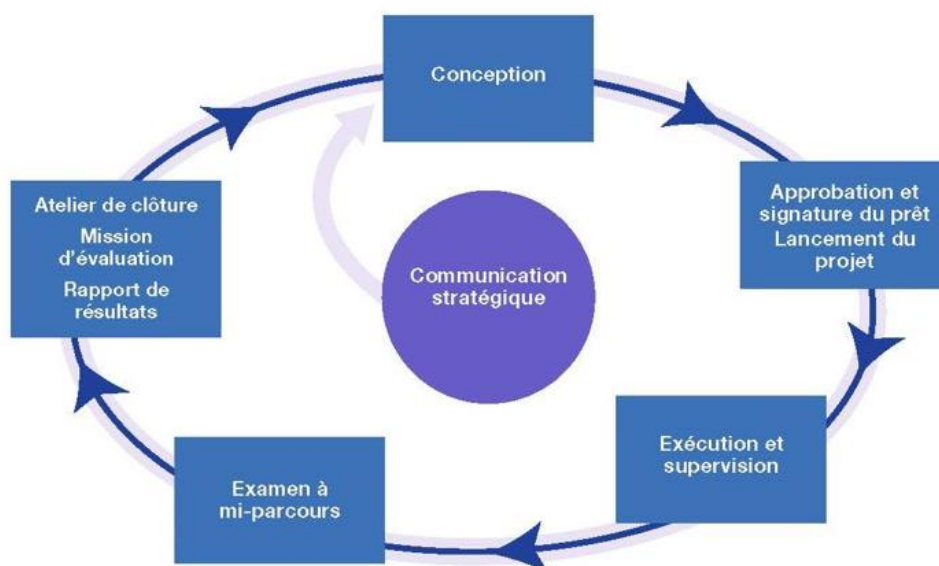 Conception
Approbation et
signature du prêt
Lancement du
projet
Exécution et
supervision
Examen à
mi-parcours
Atelier de clôture
Mission
d'évaluation
Rapport de
résultats
Communication
stratégique